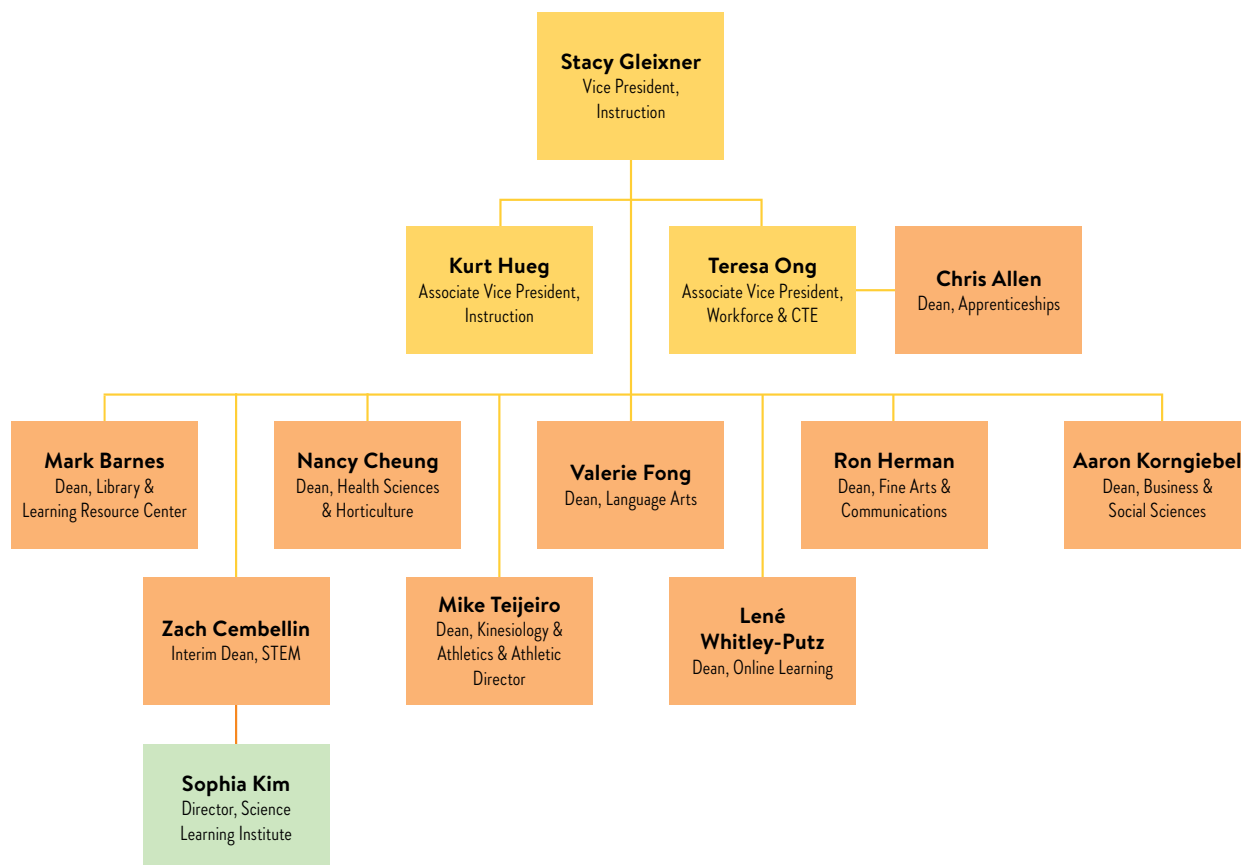 Stacy Gleixner
Vice President,
Instruction
Kurt Hueg
Associate Vice President,
Instruction
Teresa Ong
Associate Vice President,
Workforce & CTE
Chris Allen
Dean, Apprenticeships
Mark Barnes
Dean, Library &
Learning Resource Center
Nancy Cheung
Dean, Health Sciences
& Horticulture
Valerie Fong
Dean, Language Arts
Ron Herman
Dean, Fine Arts &
Communications
Aaron Korngiebel
Dean, Business &
Social Sciences
Zach Cembellin
Interim Dean, STEM
Mike Teijeiro
Dean, Kinesiology &
Athletics & Athletic
Director
Lené
Whitley-Putz
Dean, Online Learning
Sophia Kim
Director, Science
Learning Institute